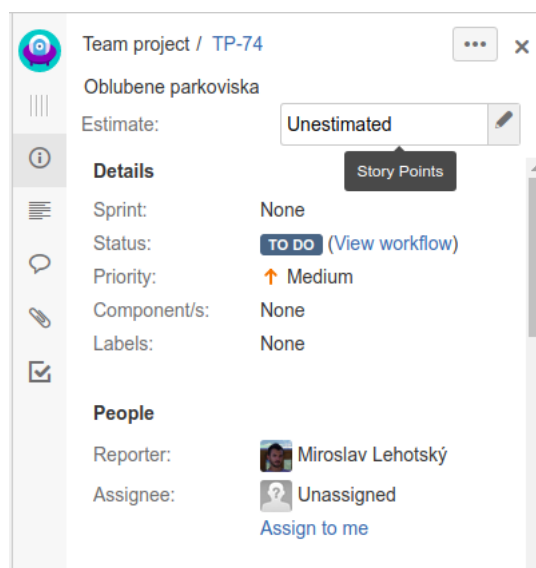 Team project / TP-74
Oblubene parkoviska
Estimate: Unestimated
Story Points
Details
Sprint: None
Status: TO DO (View workflow)
Priority: Medium
Component/s: None
Labels: None
People
Reporter: Miroslav Lehotský
Assignee: Unassigned
Assign to me